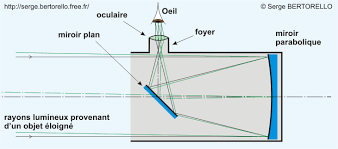 http://serge.bertorello.free.fr/
© Serge BERTORELLO
oculaire
Oeil
foyer
miroir plan
miroir
parabolique
rayons lumineux provenant
d'un objet éloigné